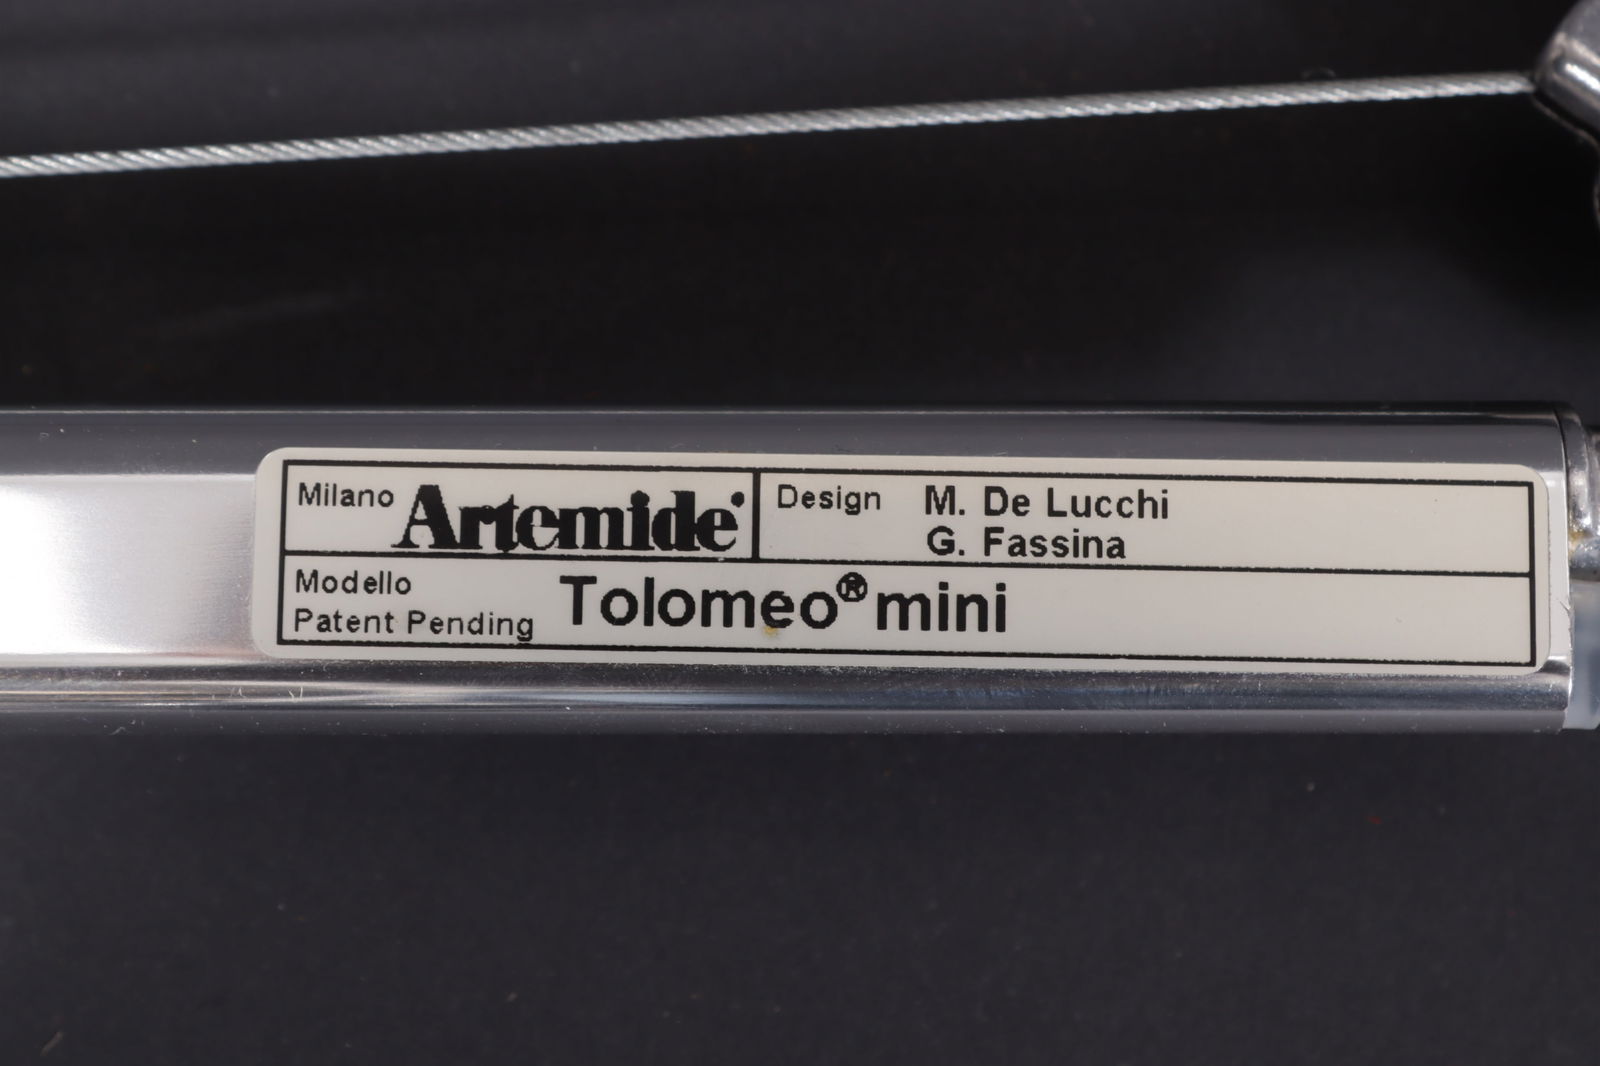 Milano Artemide Design M. De Lucchi
G. Fassina
Modello
Patent Pending Tolomeo® mini